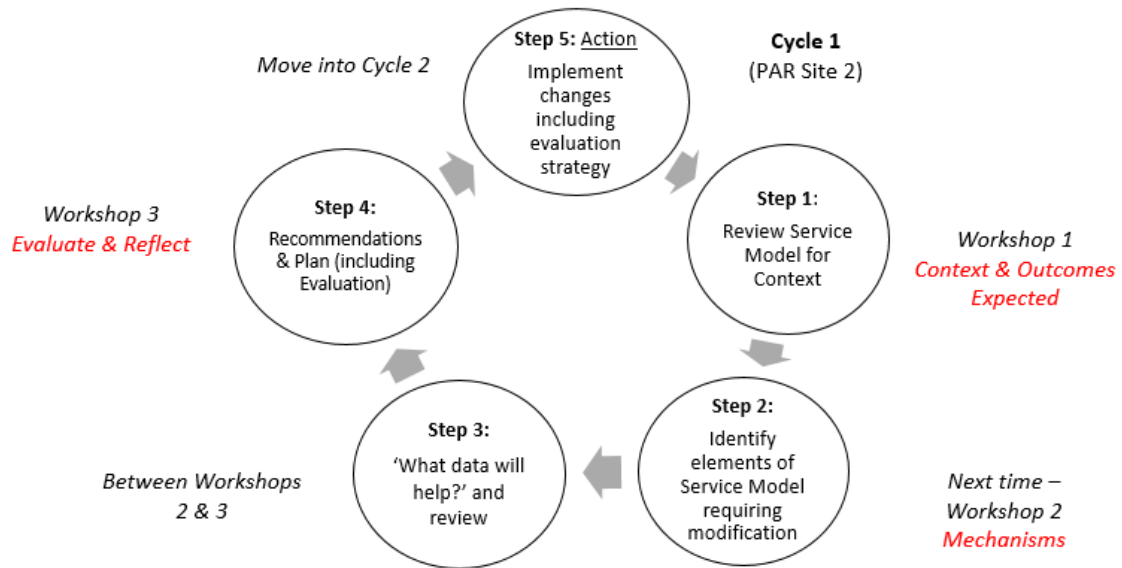 Step 5: Action
Implement
changes
including
evaluation
strategy
Cycle 1
(PAR Site 2)
Step 1:
Review Service
Model for
Context
Workshop 1
Context & Outcomes
Expected
Step 2:
Identify
elements of
Service Model
requiring
modification
Next time –
Workshop 2
Mechanisms
Step 3:
‘What data will
help?’ and
review
Between Workshops
2 & 3
Step 4:
Recommendations
& Plan (including
Evaluation)
Workshop 3
Evaluate & Reflect
Move into Cycle 2